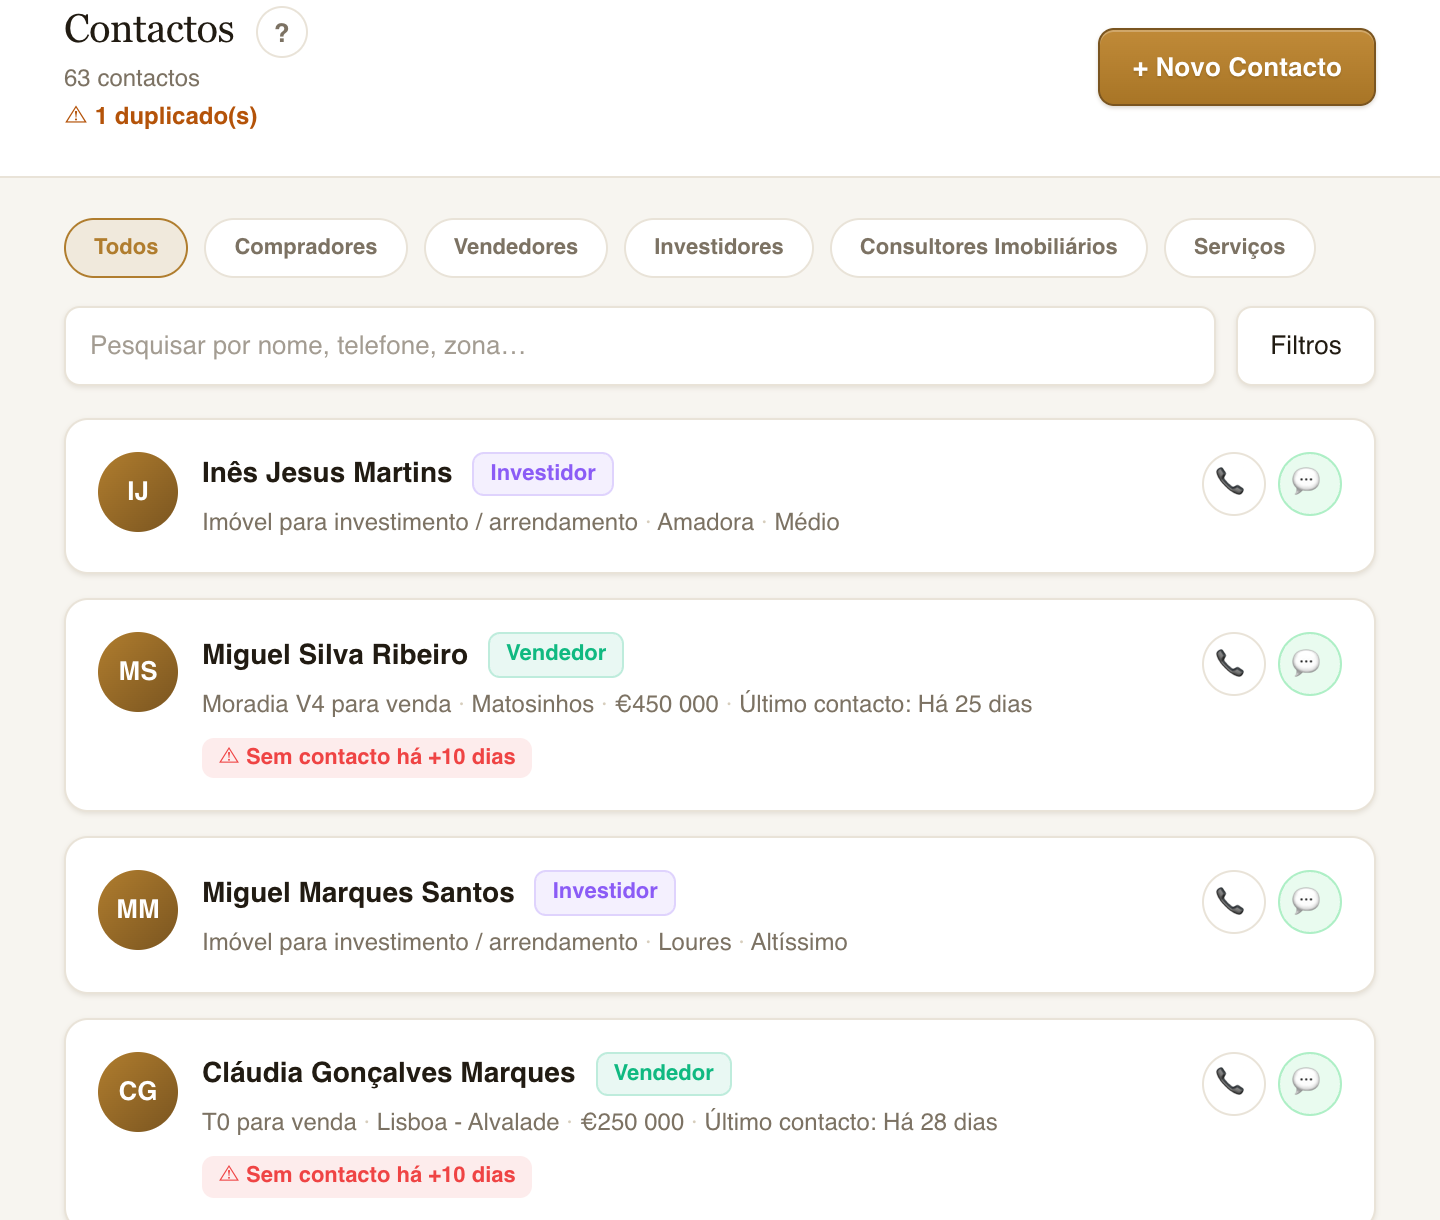 Contactos ?
63 contactos
⚠ 1 duplicado(s)
+ Novo Contacto
Todos Compradores Vendedores Investidores Consultores Imobiliários Serviços
Pesquisar por nome, telefone, zona…
Filtros
IJ
Inês Jesus Martins Investidor
Imóvel para investimento / arrendamento · Amadora · Médio
MS
Miguel Silva Ribeiro Vendedor
Moradia V4 para venda · Matosinhos · €450 000 · Último contacto: Há 25 dias
⚠ Sem contacto há +10 dias
MM
Miguel Marques Santos Investidor
Imóvel para investimento / arrendamento · Loures · Altíssimo
CG
Cláudia Gonçalves Marques Vendedor
T0 para venda · Lisboa - Alvalade · €250 000 · Último contacto: Há 28 dias
⚠ Sem contacto há +10 dias